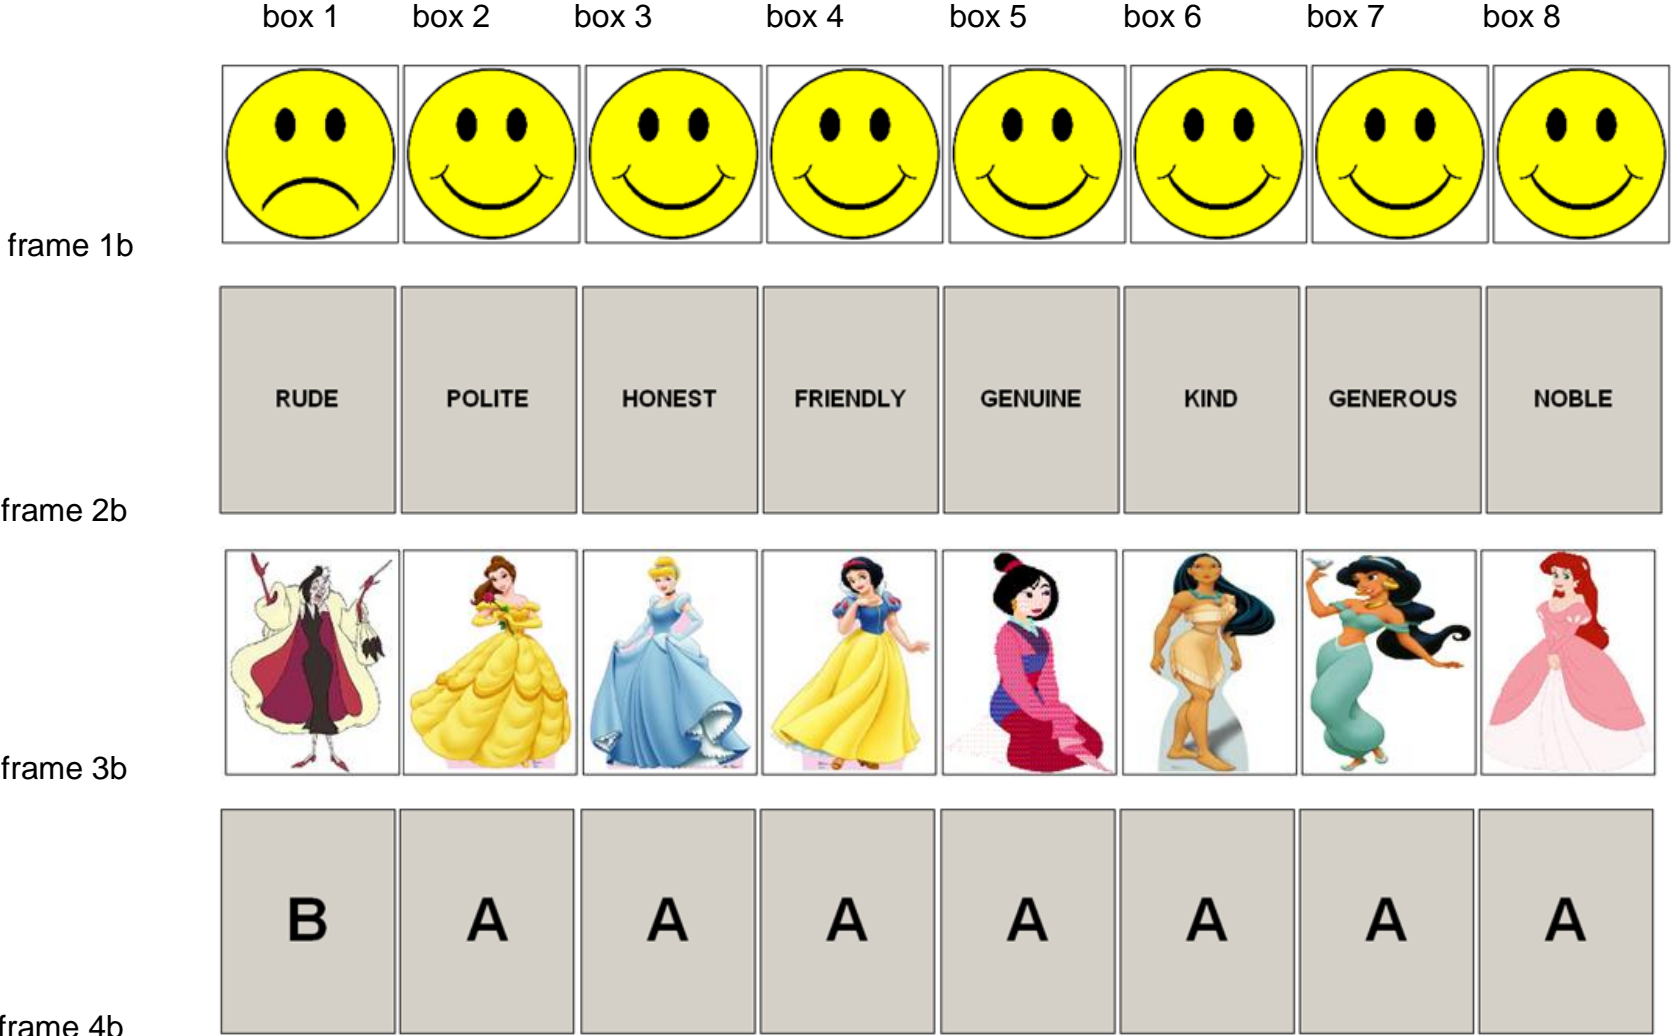 box 1 box 2 box 3 box 4 box 5 box 6 box 7 box 8
frame 1b
RUDE POLITE HONEST FRIENDLY GENUINE KIND GENEROUS NOBLE
frame 2b
frame 3b
B A A A A A A A
frame 4b